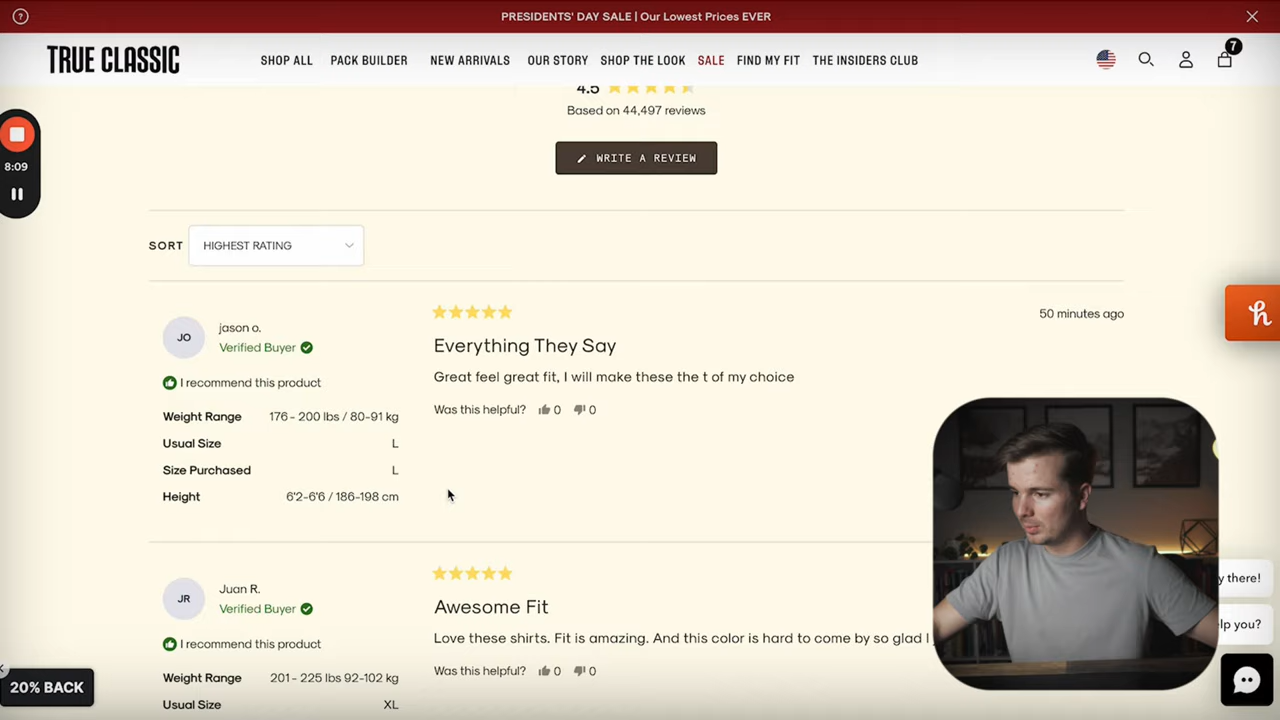 PRESIDENTS' DAY SALE | Our Lowest Prices EVER
TRUE CLASSIC
SHOP ALL
PACK BUILDER
NEW ARRIVALS
OUR STORY
SHOP THE LOOK
SALE
FIND MY FIT
THE INSIDERS CLUB
7
8:09
4.5
Based on 44,497 reviews
WRITE A REVIEW
SORT
HIGHEST RATING
JO
jason o.
Verified Buyer
I recommend this product
Weight Range 176 - 200 lbs / 80-91 kg
Usual Size L
Size Purchased L
Height 6'2-6'6 / 186-198 cm
50 minutes ago
Everything They Say
Great feel great fit, I will make these the t of my choice
Was this helpful? 0 0
JR
Juan R.
Verified Buyer
I recommend this product
Weight Range 201 - 225 lbs 92-102 kg
Usual Size XL
Awesome Fit
Love these shirts. Fit is amazing. And this color is hard to come by so glad I
Was this helpful? 0 0
h
y there!
lp you?
20% BACK